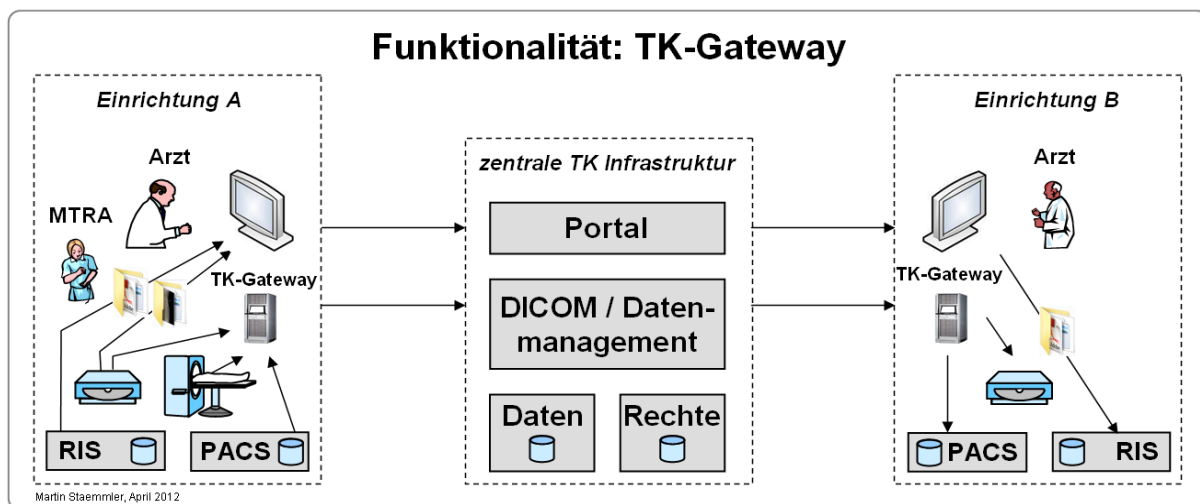 Funktionalität: TK-Gateway
Einrichtung A
Arzt
MTRA
TK-Gateway
RIS
PACS
zentrale TK Infrastruktur
Portal
DICOM / Daten-
management
Daten
Rechte
Einrichtung B
Arzt
TK-Gateway
PACS
RIS
Martin Staemmler, April 2012